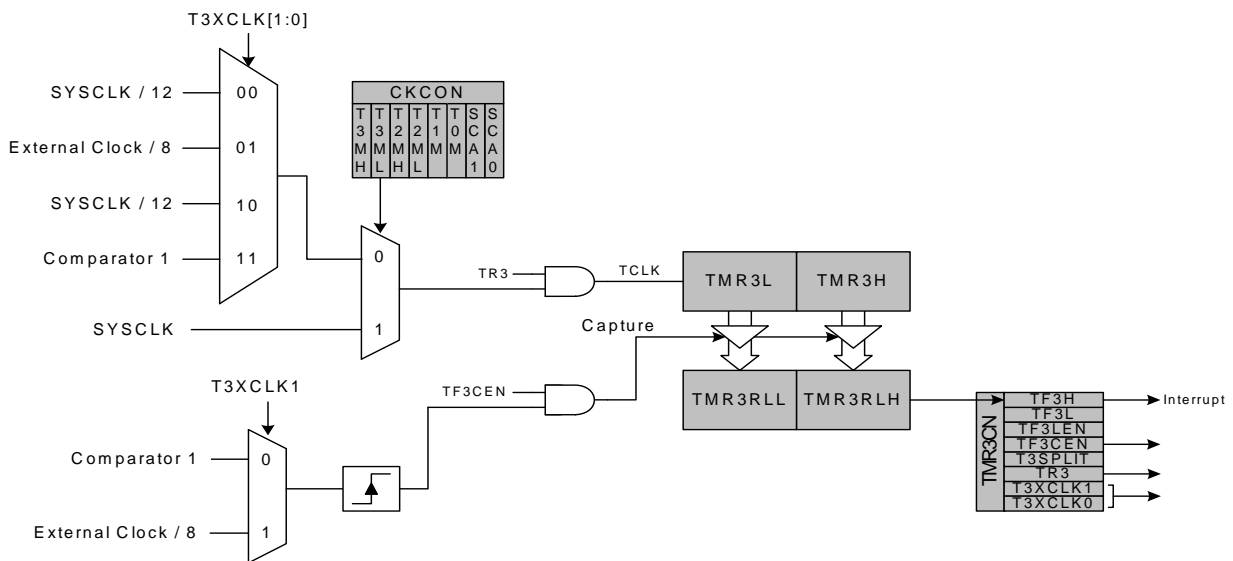 T3XCLK[1:0]
SYSCLK / 12
00
External Clock / 8
01
SYSCLK / 12
10
Comparator 1
11
CKCON
T3MH
T3ML
T2MH
T2ML
T1M
T0M
SCA1
SCA0
0
1
SYSCLK
TR3
TCLK
TMR3L
TMR3H
Capture
TMR3RLL
TMR3RLH
T3XCLK1
TF3CEN
Comparator 1
0
External Clock / 8
1
TMR3CN
TF3H
TF3L
TF3LEN
TF3CEN
T3SPLIT
TR3
T3XCLK1
T3XCLK0
Interrupt